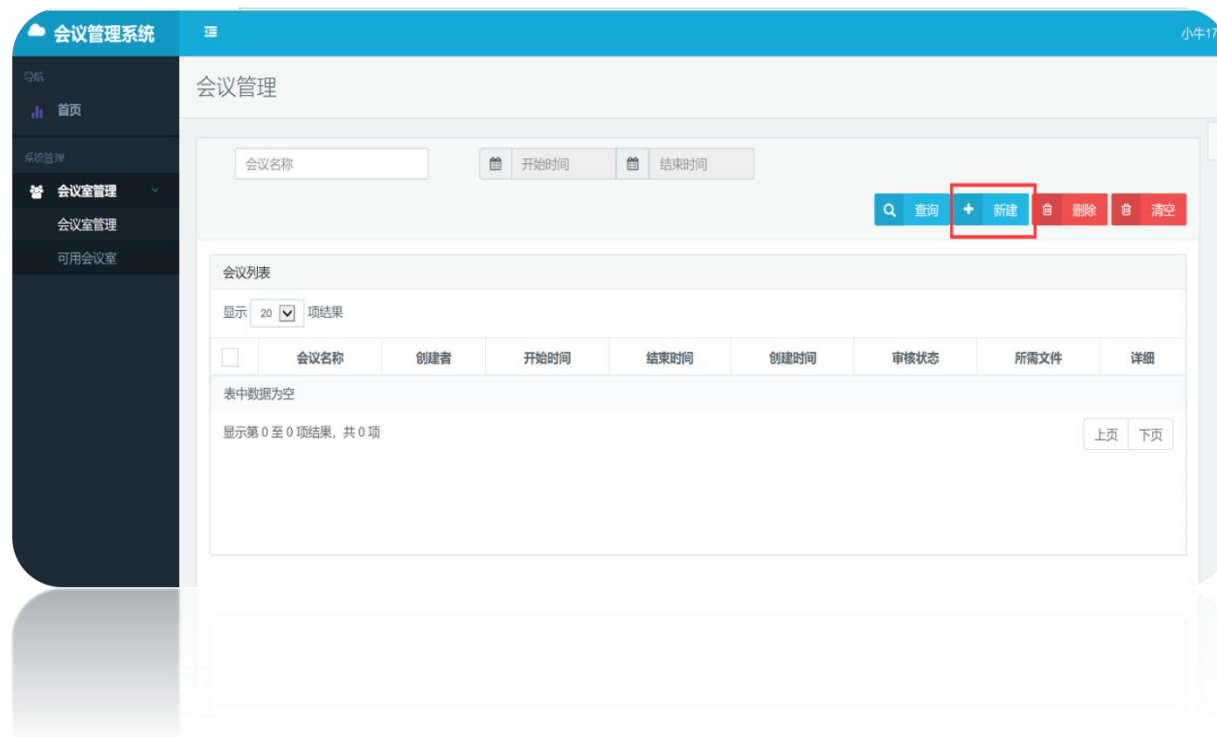 会议管理系统
小牛17
导航
首页
会议管理
系统管理
会议室管理
会议室管理
可用会议室
会议名称 开始时间 结束时间
查询 新建 删除 清空
会议列表
显示 20 项结果
会议名称 创建者 开始时间 结束时间 创建时间 审核状态 所需文件 详细
表中数据为空
显示第 0 至 0 项结果, 共 0 项
上页 下页